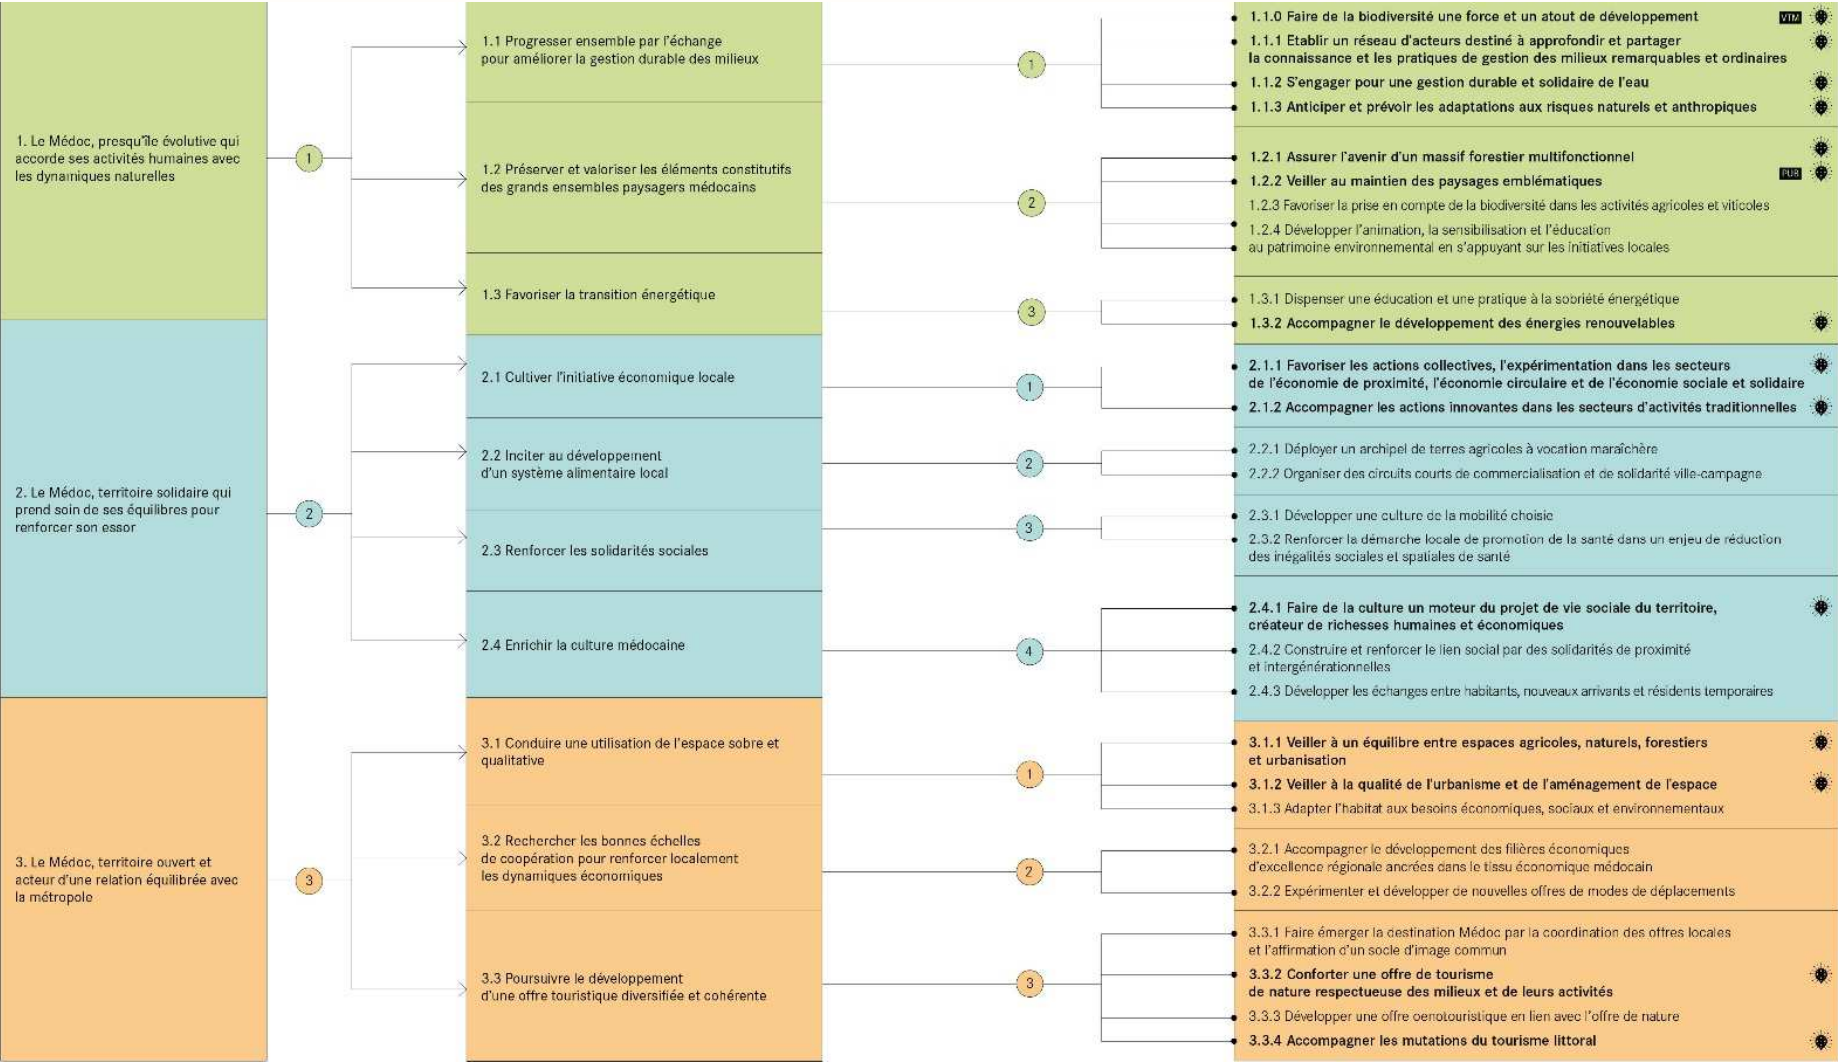 1. Le Médoc, presqu'île évolutive qui
accorde ses activités humaines avec
les dynamiques naturelles
1
1.1 Progresser ensemble par l'échange
pour améliorer la gestion durable des milieux
1
1.1.0 Faire de la biodiversité une force et un atout de développement
VTM
1.1.1 Etablir un réseau d'acteurs destiné à approfondir et partager
la connaissance et les pratiques de gestion des milieux remarquables et ordinaires
1.1.2 S'engager pour une gestion durable et solidaire de l'eau
1.1.3 Anticiper et prévoir les adaptations aux risques naturels et anthropiques
1.2 Préserver et valoriser les éléments constitutifs
des grands ensembles paysagers médocains
2
1.2.1 Assurer l'avenir d'un massif forestier multifonctionnel
1.2.2 Veiller au maintien des paysages emblématiques
PUB
1.2.3 Favoriser la prise en compte de la biodiversité dans les activités agricoles et viticoles
1.2.4 Développer l'animation, la sensibilisation et l'éducation
au patrimoine environnemental en s'appuyant sur les initiatives locales
1.3 Favoriser la transition énergétique
3
1.3.1 Dispenser une éducation et une pratique à la sobriété énergétique
1.3.2 Accompagner le développement des énergies renouvelables
2. Le Médoc, territoire solidaire qui
prend soin de ses équilibres pour
renforcer son essor
2
2.1 Cultiver l'initiative économique locale
1
2.1.1 Favoriser les actions collectives, l'expérimentation dans les secteurs
de l'économie de proximité, l'économie circulaire et de l'économie sociale et solidaire
2.1.2 Accompagner les actions innovantes dans les secteurs d'activités traditionnelles
2.2 Inciter au développement
d'un système alimentaire local
2
2.2.1 Déployer un archipel de terres agricoles à vocation maraîchère
2.2.2 Organiser des circuits courts de commercialisation et de solidarité ville-campagne
2.3 Renforcer les solidarités sociales
3
2.3.1 Développer une culture de la mobilité choisie
2.3.2 Renforcer la démarche locale de promotion de la santé dans un enjeu de réduction
des inégalités sociales et spatiales de santé
2.4 Enrichir la culture médocaine
4
2.4.1 Faire de la culture un moteur du projet de vie sociale du territoire,
créateur de richesses humaines et économiques
2.4.2 Construire et renforcer le lien social par des solidarités de proximité
et intergénérationnelles
2.4.3 Développer les échanges entre habitants, nouveaux arrivants et résidents temporaires
3. Le Médoc, territoire ouvert et
acteur d'une relation équilibrée avec
la métropole
3
3.1 Conduire une utilisation de l'espace sobre et
qualitative
1
3.1.1 Veiller à un équilibre entre espaces agricoles, naturels, forestiers
et urbanisation
3.1.2 Veiller à la qualité de l'urbanisme et de l'aménagement de l'espace
3.1.3 Adapter l'habitat aux besoins économiques, sociaux et environnementaux
3.2 Rechercher les bonnes échelles
de coopération pour renforcer localement
les dynamiques économiques
2
3.2.1 Accompagner le développement des filières économiques
d'excellence régionale ancrées dans le tissu économique médocain
3.2.2 Expérimenter et développer de nouvelles offres de modes de déplacements
3.3 Poursuivre le développement
d'une offre touristique diversifiée et cohérente
3
3.3.1 Faire émerger la destination Médoc par la coordination des offres locales
et l'affirmation d'un socle d'image commun
3.3.2 Conforter une offre de tourisme
de nature respectueuse des milieux et de leurs activités
3.3.3 Développer une offre oenotouristique en lien avec l'offre de nature
3.3.4 Accompagner les mutations du tourisme littoral